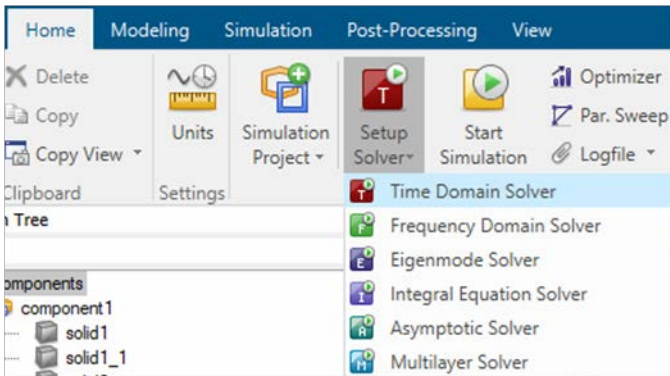 Home Modeling Simulation Post-Processing View
Delete
Copy
Copy View
Clipboard
Units
Settings
Simulation
Project
Setup
Solver
Start
Simulation
Optimizer
Par. Sweep
Logfile
T
T Time Domain Solver
F Frequency Domain Solver
E Eigenmode Solver
I Integral Equation Solver
A Asymptotic Solver
M Multilayer Solver
n Tree
omponents
component1
solid1
solid1_1